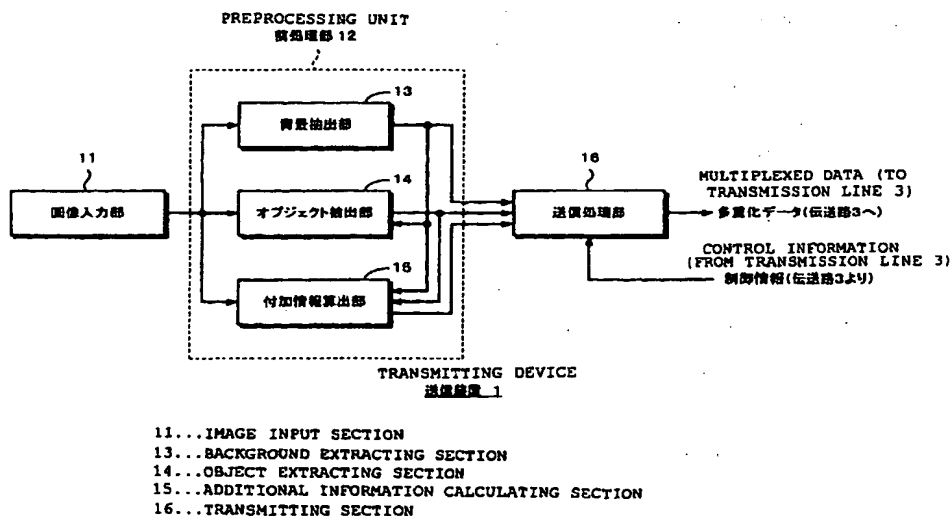 PREPROCESSING UNIT
前処理部 12
13
背景抽出部
11
画像入力部
14
オブジェクト抽出部
15
付加情報算出部
16
送信処理部
MULTIPLEXED DATA (TO
TRANSMISSION LINE 3)
多重化データ(伝送路3へ)
CONTROL INFORMATION
(FROM TRANSMISSION LINE 3)
制御情報(伝送路3より)
TRANSMITTING DEVICE
送信装置 1
11...IMAGE INPUT SECTION
13...BACKGROUND EXTRACTING SECTION
14...OBJECT EXTRACTING SECTION
15...ADDITIONAL INFORMATION CALCULATING SECTION
16...TRANSMITTING SECTION